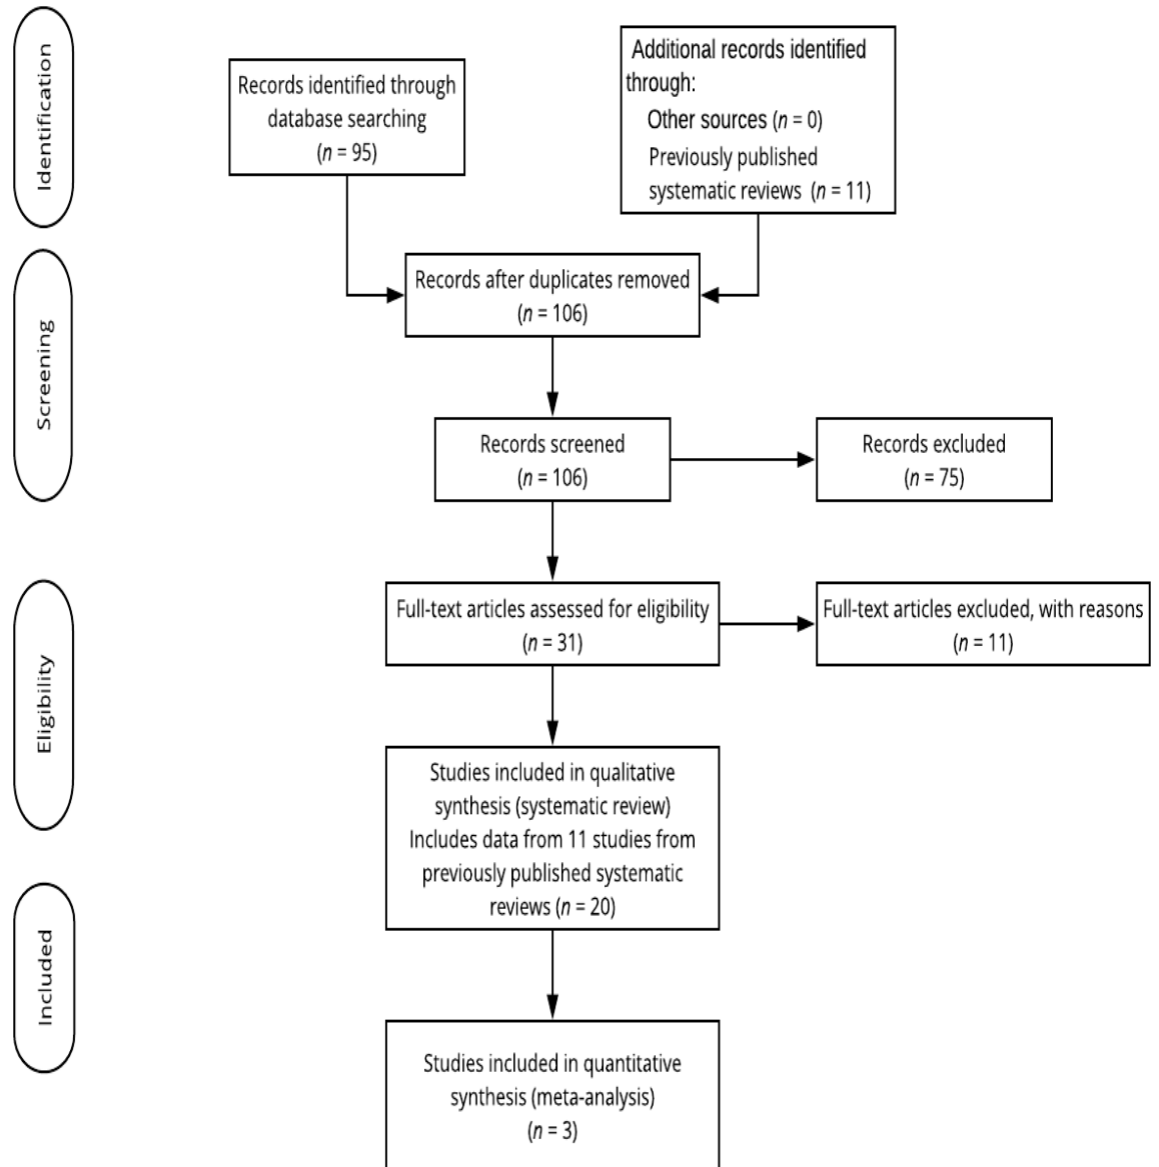 Identification
Records identified through
database searching
(n = 95)
Additional records identified
through:
Other sources (n = 0)
Previously published
systematic reviews (n = 11)
Screening
Records after duplicates removed
(n = 106)
Records screened
(n = 106)
Records excluded
(n = 75)
Eligibility
Full-text articles assessed for eligibility
(n = 31)
Full-text articles excluded, with reasons
(n = 11)
Studies included in qualitative
synthesis (systematic review)
Includes data from 11 studies from
previously published systematic
reviews (n = 20)
Included
Studies included in quantitative
synthesis (meta-analysis)
(n = 3)